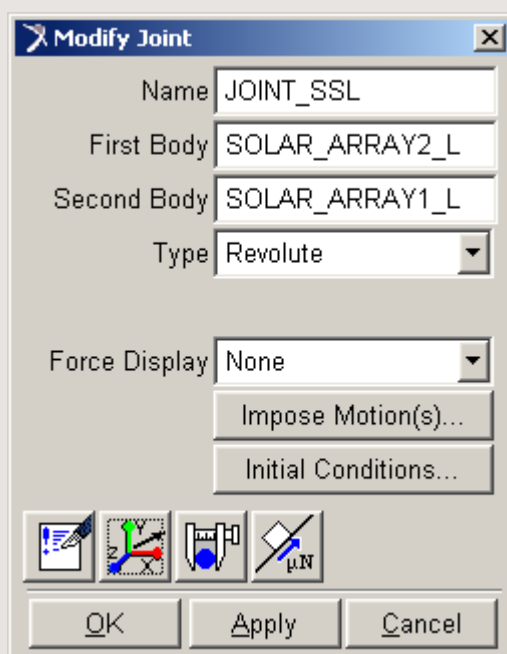 Modify Joint
Name JOINT_SSL
First Body SOLAR_ARRAY2_L
Second Body SOLAR_ARRAY1_L
Type Revolute
Force Display None
Impose Motion(s)...
Initial Conditions...
Z Y X μN
OK Apply Cancel